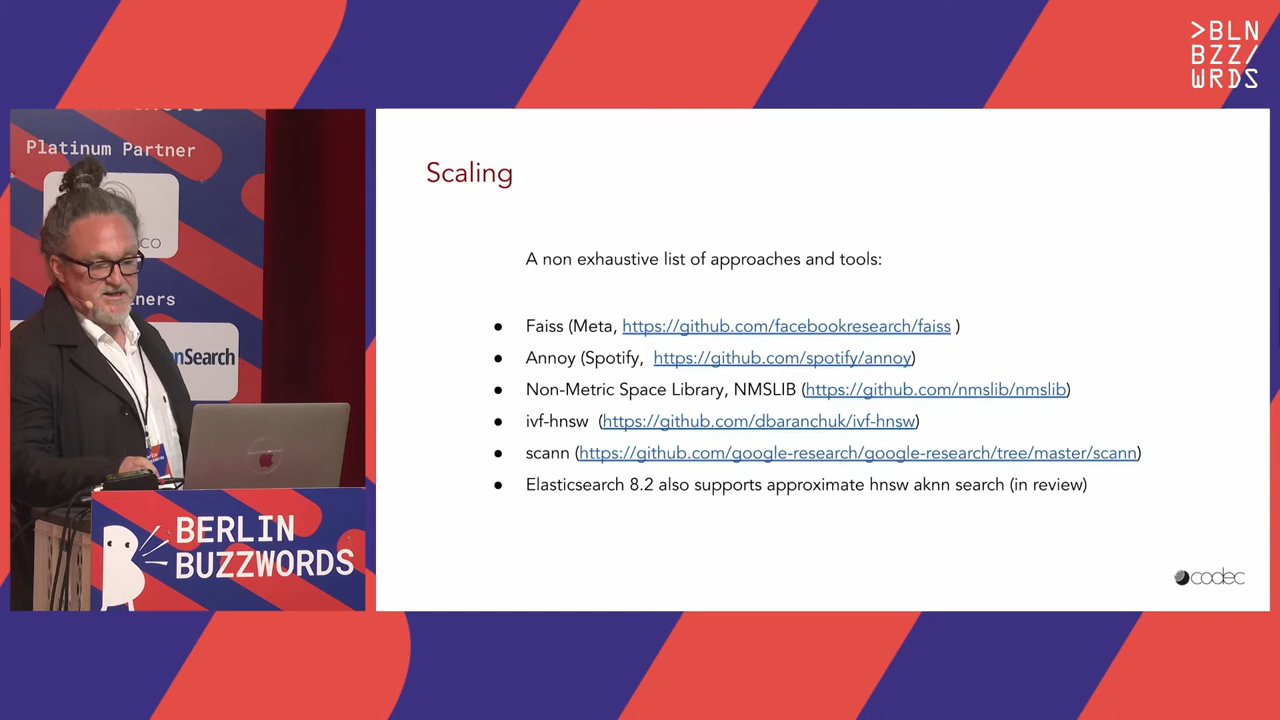 >BLN
BZZ/
WRDS
Platinum Partner
CO
ners
nSearch
BERLIN
BUZZWORDS
Scaling
A non exhaustive list of approaches and tools:
● Faiss (Meta, https://github.com/facebookresearch/faiss )
● Annoy (Spotify, https://github.com/spotify/annoy)
● Non-Metric Space Library, NMSLIB (https://github.com/nmslib/nmslib)
● ivf-hnsw (https://github.com/dbaranchuk/ivf-hnsw)
● scann (https://github.com/google-research/google-research/tree/master/scann)
● Elasticsearch 8.2 also supports approximate hnsw aknn search (in review)
codec